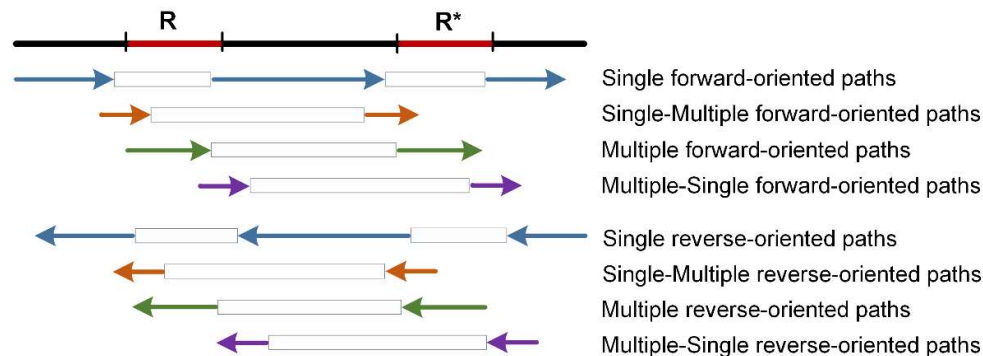 R R*
Single forward-oriented paths
Single-Multiple forward-oriented paths
Multiple forward-oriented paths
Multiple-Single forward-oriented paths
Single reverse-oriented paths
Single-Multiple reverse-oriented paths
Multiple reverse-oriented paths
Multiple-Single reverse-oriented paths